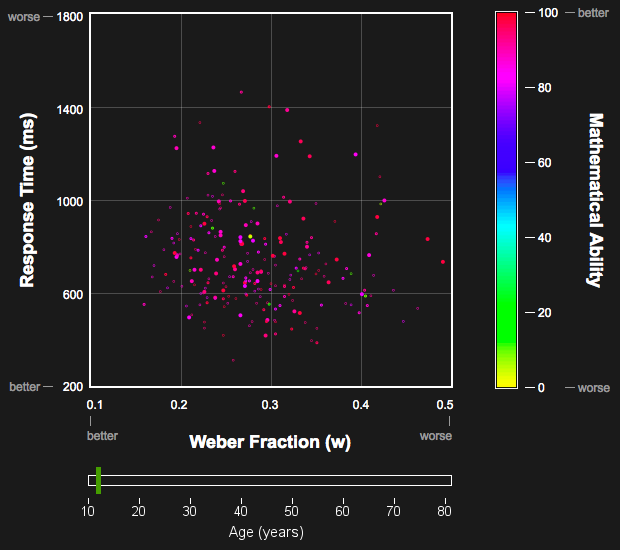 worse
1800
1400
1000
600
better
200
Response Time (ms)
0.1
0.2
0.3
0.4
0.5
better
worse
Weber Fraction (w)
10
20
30
40
50
60
70
80
Age (years)
100
better
80
60
40
20
0
worse
Mathematical Ability